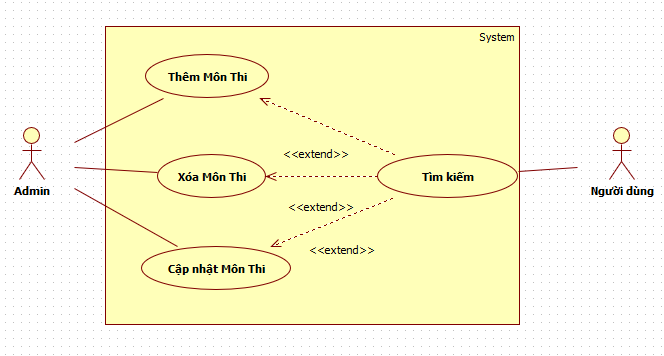 System
Thêm Môn Thi
<<extend>>
Xóa Môn Thi
Tìm kiếm
Admin
Người dùng
<<extend>>
<<extend>>
Cập nhật Môn Thi